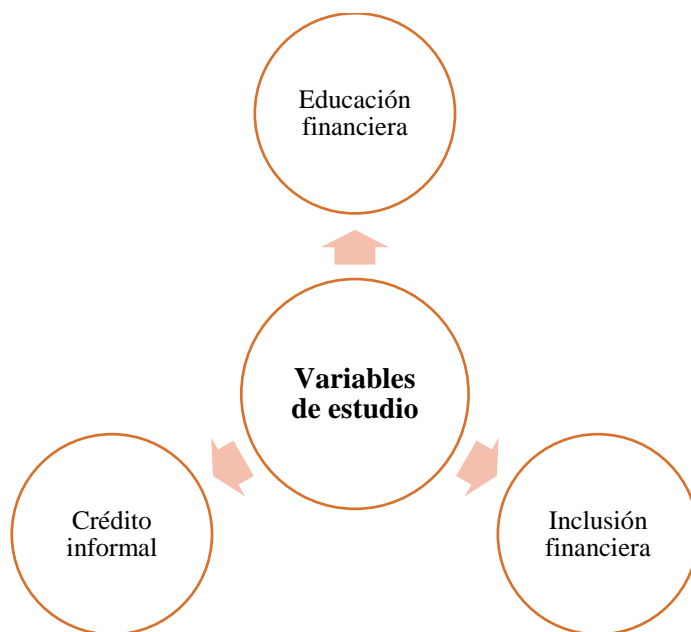 Educación
financiera
Variables
de estudio
Crédito
informal
Inclusión
financiera